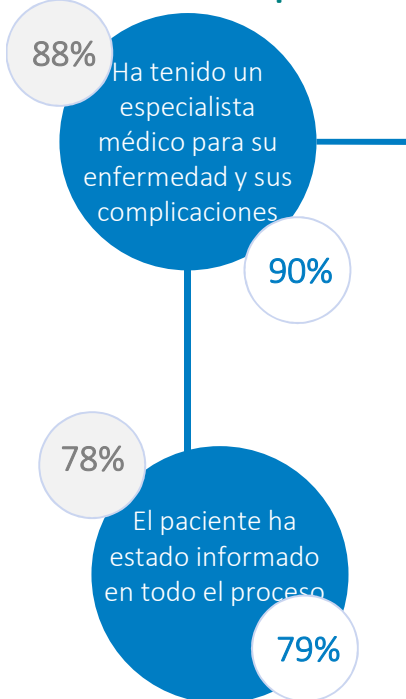 88%
Ha tenido un
especialista
médico para su
enfermedad y sus
complicaciones
90%
78%
El paciente ha
estado informado
en todo el proceso
79%